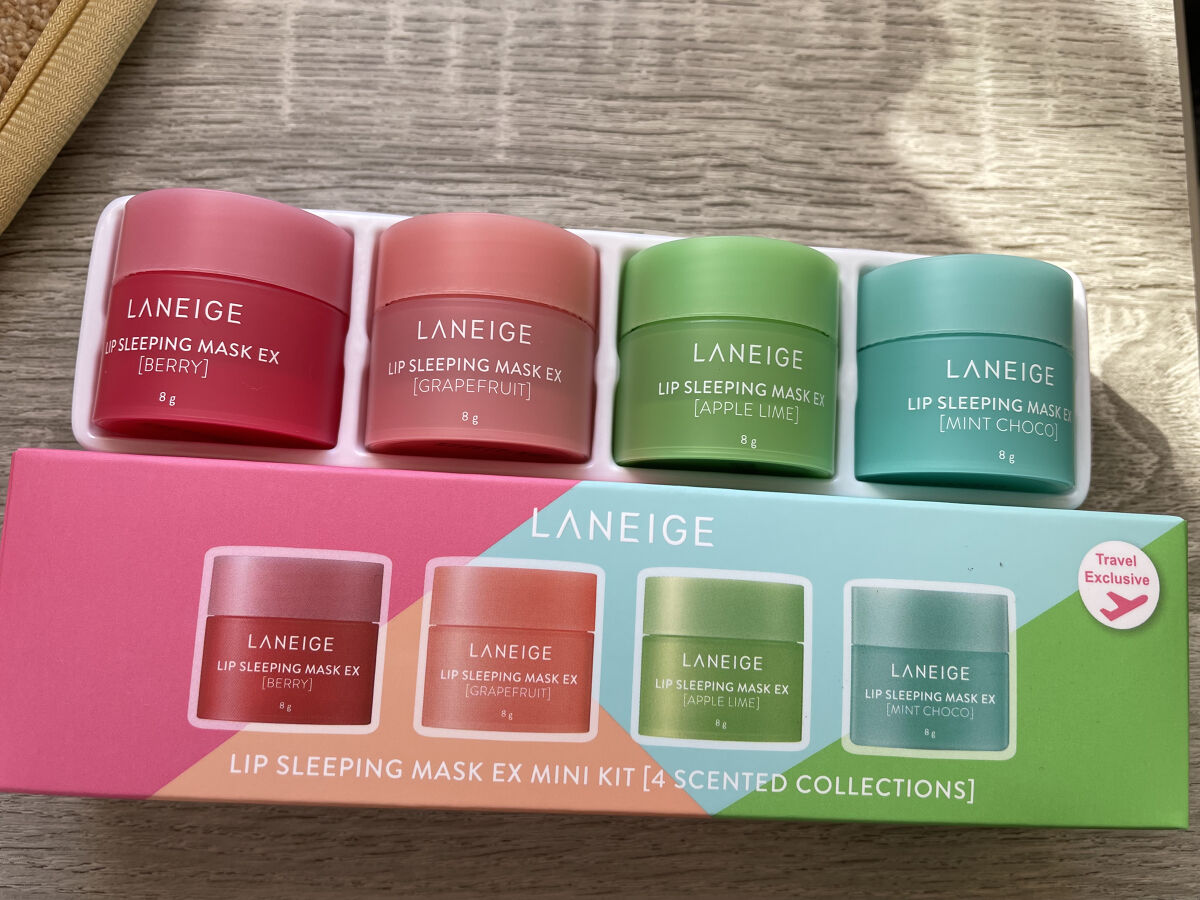 LANEIGE
LIP SLEEPING MASK EX
[BERRY]
8 g
LANEIGE
LIP SLEEPING MASK EX
[GRAPEFRUIT]
8 g
LANEIGE
LIP SLEEPING MASK EX
[APPLE LIME]
8 g
LANEIGE
LIP SLEEPING MASK EX
[MINT CHOCO]
8 g
LANEIGE
Travel
Exclusive
LANEIGE
LIP SLEEPING MASK EX
[BERRY]
8 g
LANEIGE
LIP SLEEPING MASK EX
[GRAPEFRUIT]
8 g
LANEIGE
LIP SLEEPING MASK EX
[APPLE LIME]
8 g
LANEIGE
LIP SLEEPING MASK EX
[MINT CHOCO]
8 g
LIP SLEEPING MASK EX MINI KIT [4 SCENTED COLLECTIONS]